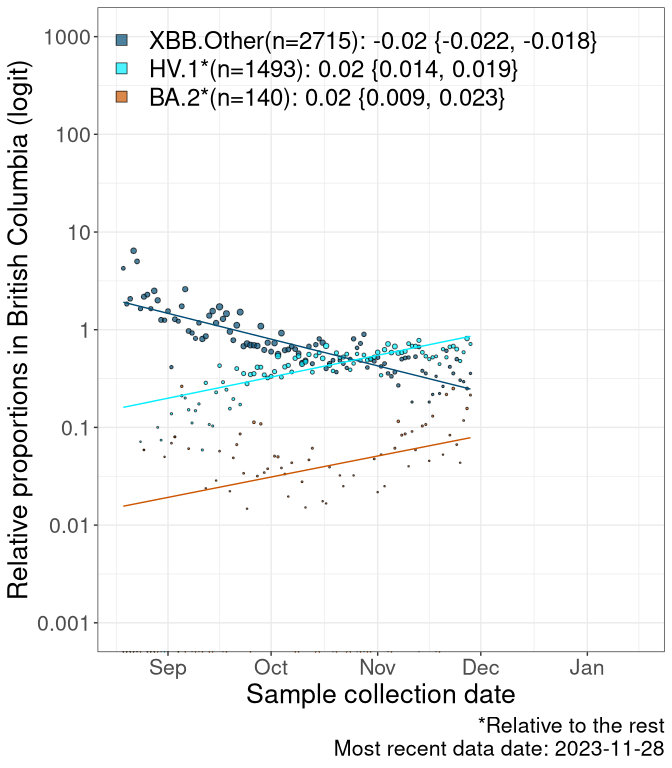 XBB.Other(n=2715): -0.02 {-0.022, -0.018}
HV.1*(n=1493): 0.02 {0.014, 0.019}
BA.2*(n=140): 0.02 {0.009, 0.023}
Relative proportions in British Columbia (logit)
1000
100
10
1
0.1
0.01
0.001
Sep Oct Nov Dec Jan
Sample collection date
*Relative to the rest
Most recent data date: 2023-11-28